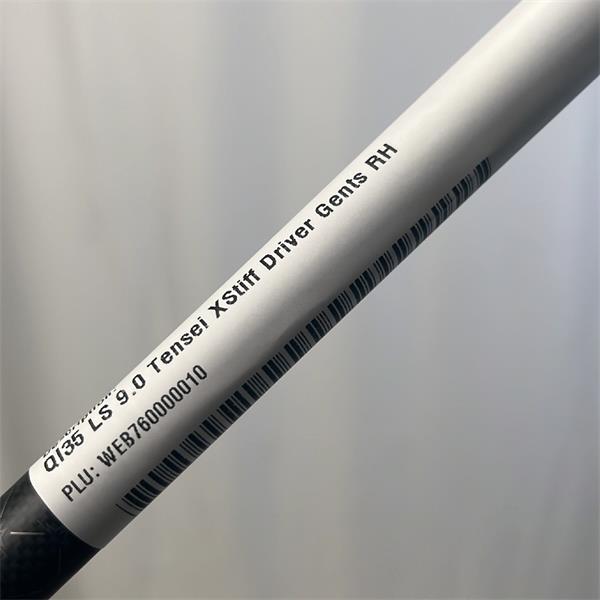 QI35 LS 9.0 Tensei XStiff Driver Gents RH
PLU: WEB760000010